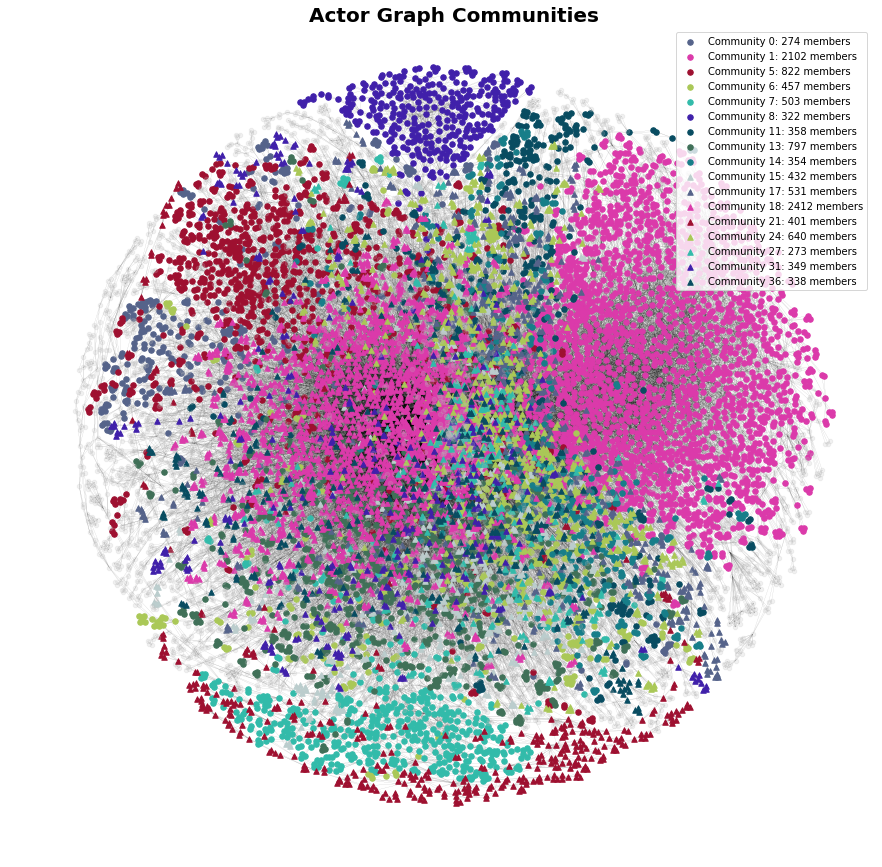 Actor Graph Communities
Community 0: 274 members
Community 1: 2102 members
Community 5: 822 members
Community 6: 457 members
Community 7: 503 members
Community 8: 322 members
Community 11: 358 members
Community 13: 797 members
Community 14: 354 members
Community 15: 432 members
Community 17: 531 members
Community 18: 2412 members
Community 21: 401 members
Community 24: 640 members
Community 27: 273 members
Community 31: 349 members
Community 36: 338 members